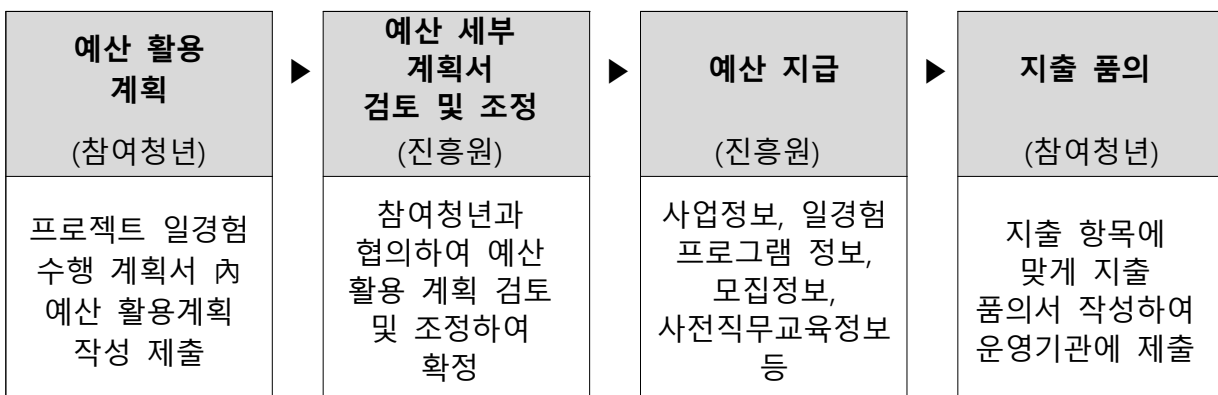 예산 활용
계획
(참여청년)
프로젝트 일경험
수행 계획서 內
예산 활용계획
작성 제출
▶
예산 세부
계획서
검토 및 조정
(진흥원)
참여청년과
협의하여 예산
활용 계획 검토
및 조정하여
확정
▶
예산 지급
(진흥원)
사업정보, 일경험
프로그램 정보,
모집정보,
사전직무교육정보
등
▶
지출 품의
(참여청년)
지출 항목에
맞게 지출
품의서 작성하여
운영기관에 제출